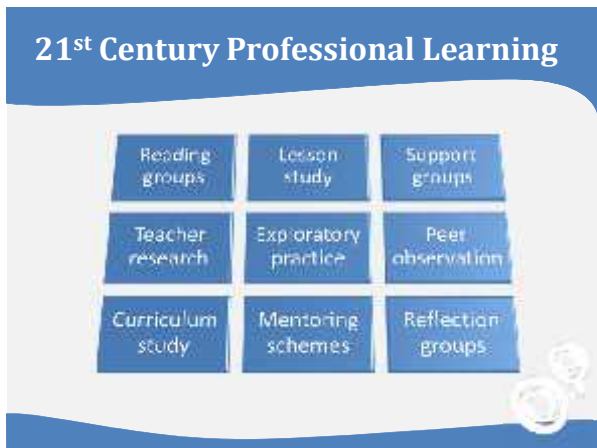 21st Century Professional Learning
Reading
groups
Lesson
study
Support
groups
Teacher
research
Exploratory
practice
Peer
observation
Curriculum
study
Mentoring
schemes
Reflection
groups